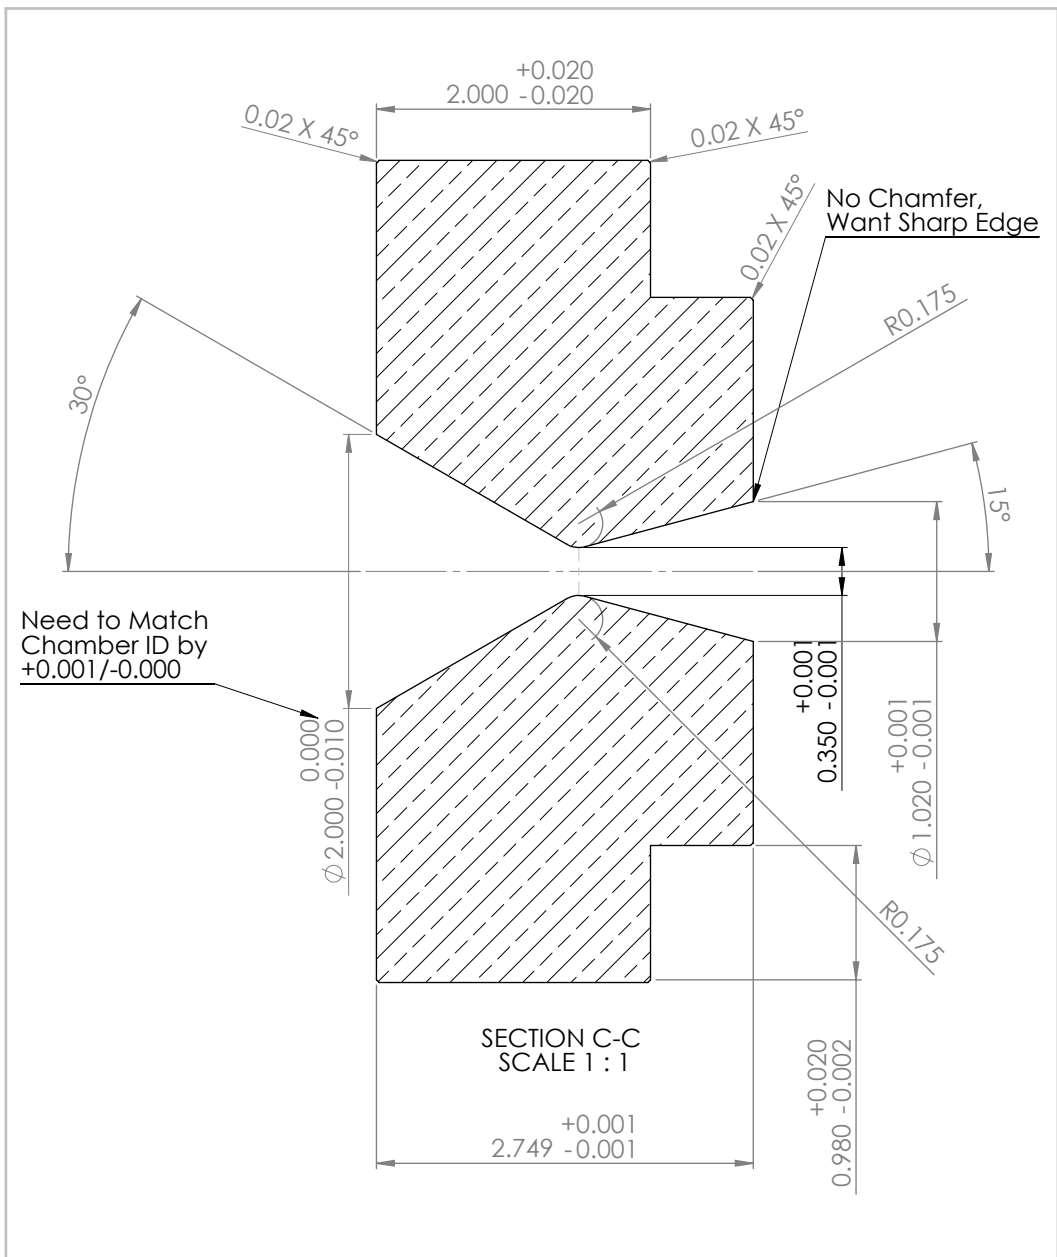 +0.020
2.000 -0.020
0.02 X 45°
0.02 X 45°
0.02 X 45°
No Chamfer,
Want Sharp Edge
R0.175
30°
15°
Need to Match
Chamber ID by
+0.001/-0.000
0.000
∅2.000 -0.010
+0.001
0.350 -0.001
+0.001
∅1.020 -0.001
R0.175
SECTION C-C
SCALE 1 : 1
+0.020
0.980 -0.002
+0.001
2.749 -0.001